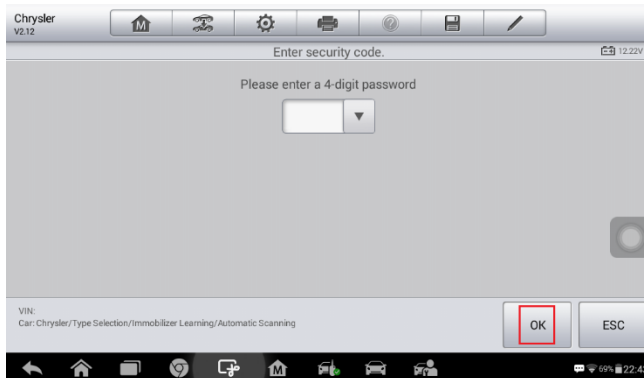 Chrysler
V2.12
Enter security code.
12.22V
Please enter a 4-digit password
VIN:
Car: Chrysler/Type Selection/Immobilizer Learning/Automatic Scanning
OK
ESC
69%